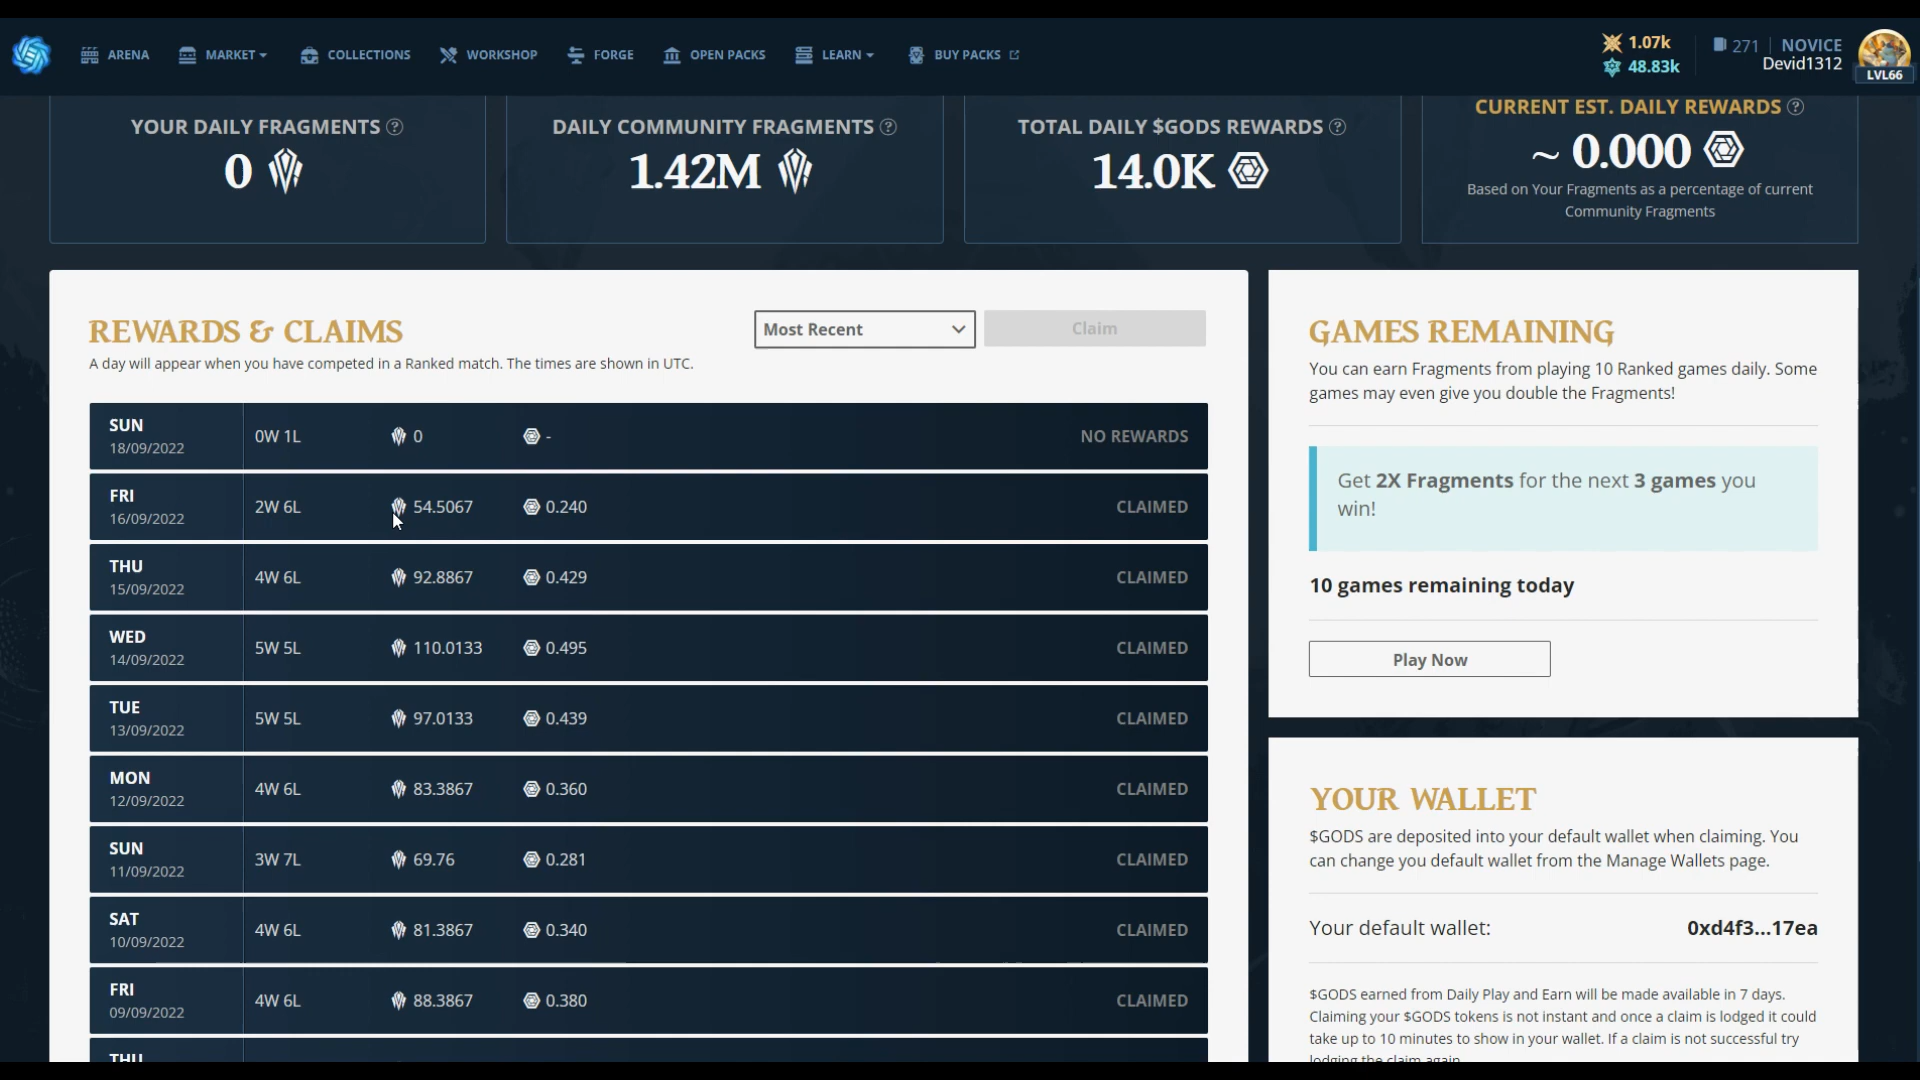 ARENA MARKET COLLECTIONS WORKSHOP FORGE OPEN PACKS LEARN BUY PACKS
1.07k
48.83k
271 NOVICE
Devid1312
LVL66
YOUR DAILY FRAGMENTS ?
0
DAILY COMMUNITY FRAGMENTS ?
1.42M
TOTAL DAILY $GODS REWARDS ?
14.0K
CURRENT EST. DAILY REWARDS ?
~ 0.000
Based on Your Fragments as a percentage of current
Community Fragments
REWARDS & CLAIMS
A day will appear when you have competed in a Ranked match. The times are shown in UTC.
Most Recent
Claim
SUN
18/09/2022
0W 1L 0 - NO REWARDS
FRI
16/09/2022
2W 6L 54.5067 0.240 CLAIMED
THU
15/09/2022
4W 6L 92.8867 0.429 CLAIMED
WED
14/09/2022
5W 5L 110.0133 0.495 CLAIMED
TUE
13/09/2022
5W 5L 97.0133 0.439 CLAIMED
MON
12/09/2022
4W 6L 83.3867 0.360 CLAIMED
SUN
11/09/2022
3W 7L 69.76 0.281 CLAIMED
SAT
10/09/2022
4W 6L 81.3867 0.340 CLAIMED
FRI
09/09/2022
4W 6L 88.3867 0.380 CLAIMED
THU
GAMES REMAINING
You can earn Fragments from playing 10 Ranked games daily. Some
games may even give you double the Fragments!
Get 2X Fragments for the next 3 games you
win!
10 games remaining today
Play Now
YOUR WALLET
$GODS are deposited into your default wallet when claiming. You
can change you default wallet from the Manage Wallets page.
Your default wallet: 0xd4f3...17ea
$GODS earned from Daily Play and Earn will be made available in 7 days.
Claiming your $GODS tokens is not instant and once a claim is lodged it could
take up to 10 minutes to show in your wallet. If a claim is not successful try
lodging the claim again.